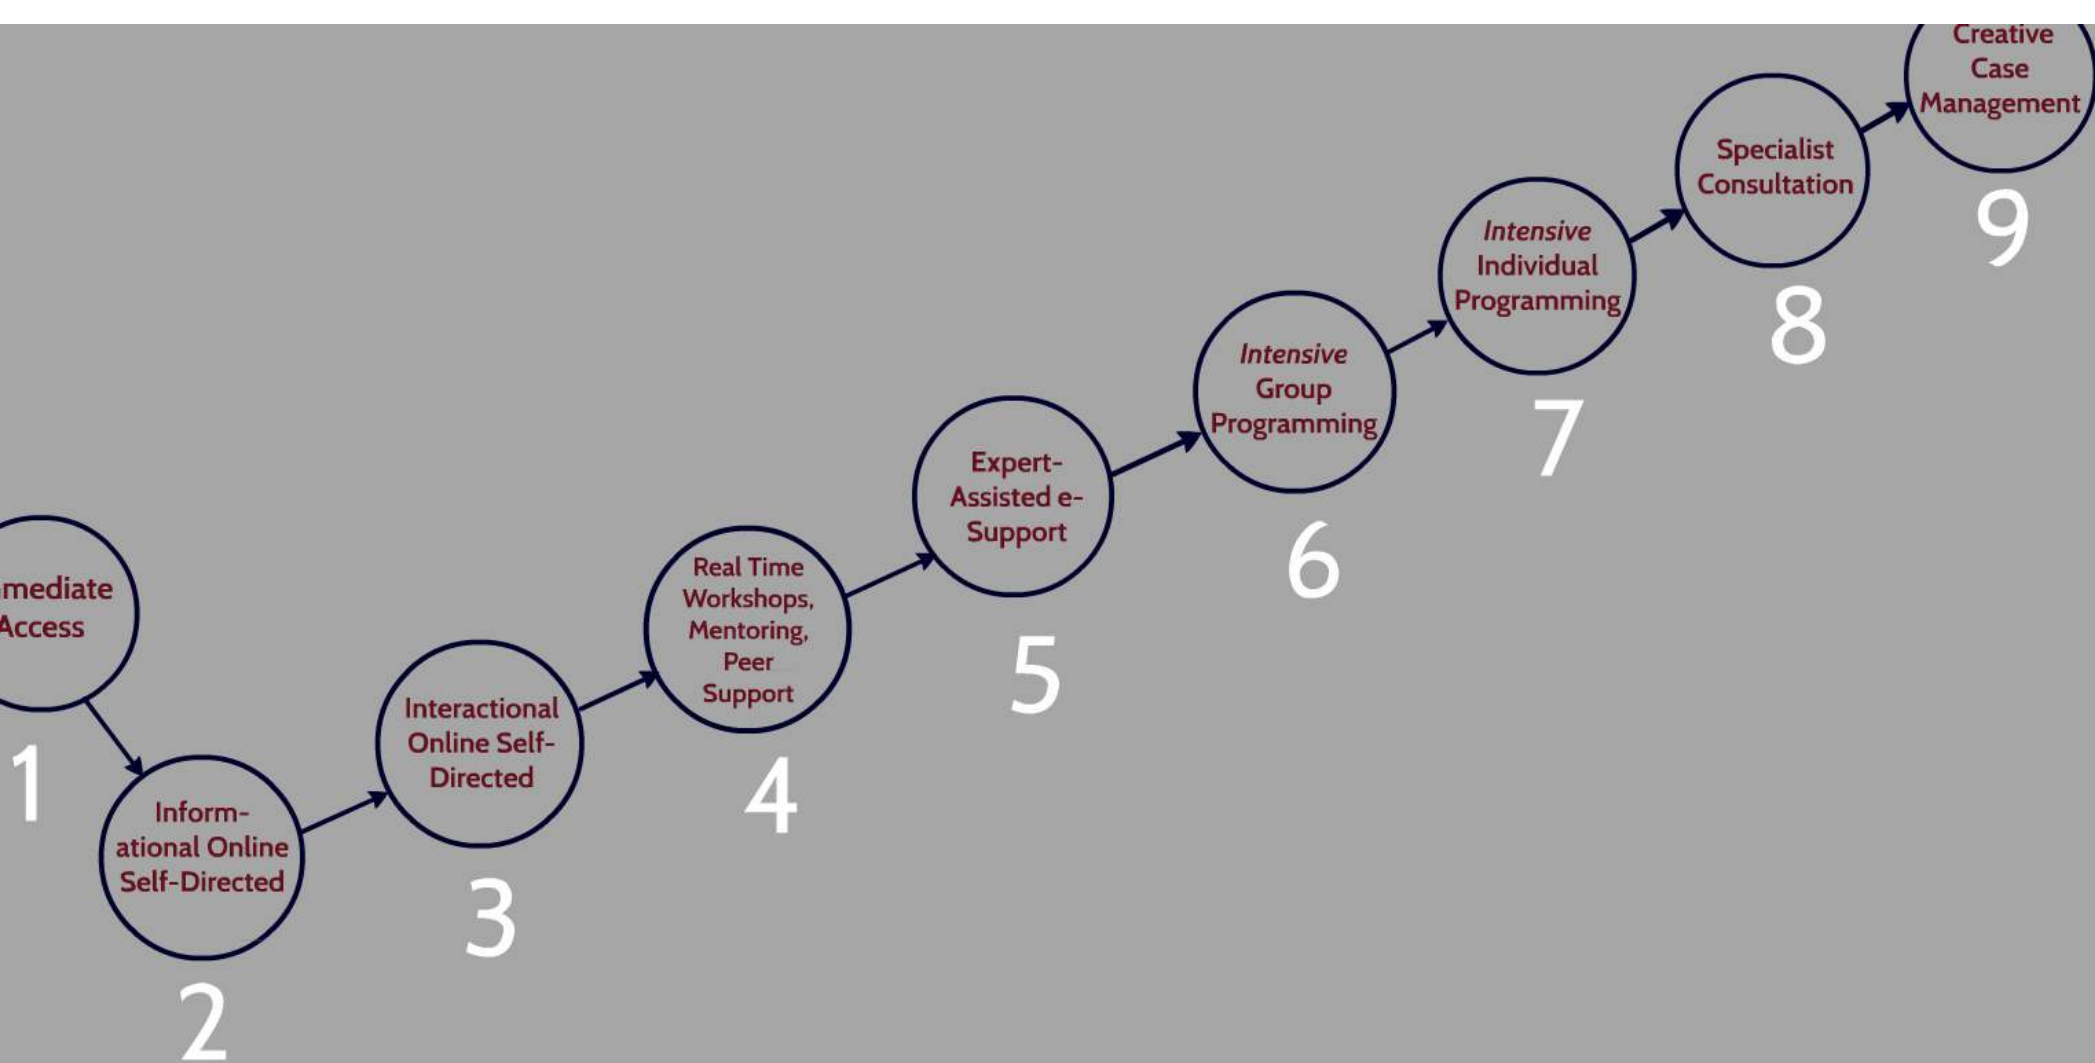 mediate
Access
1
Inform-
ational Online
Self-Directed
2
Interactional
Online Self-
Directed
3
Real Time
Workshops,
Mentoring,
Peer
Support
4
Expert-
Assisted e-
Support
5
Intensive
Group
Programming
6
Intensive
Individual
Programming
7
Specialist
Consultation
8
Creative
Case
Management
9